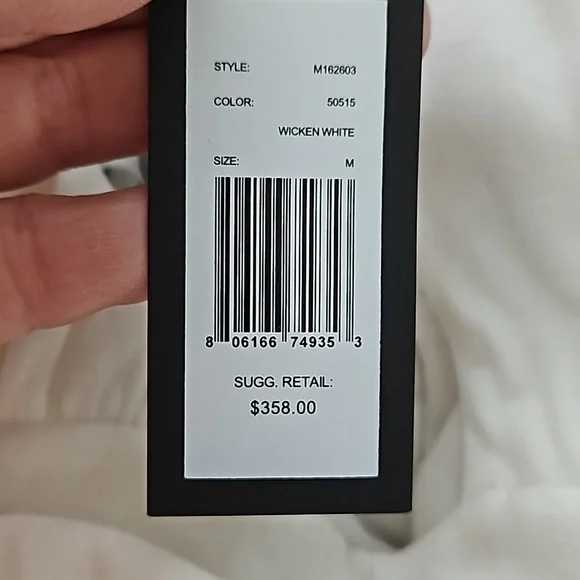 STYLE: M162603
COLOR: 50515
WICKEN WHITE
SIZE: M
8 06166 74935 3
SUGG. RETAIL:
$358.00